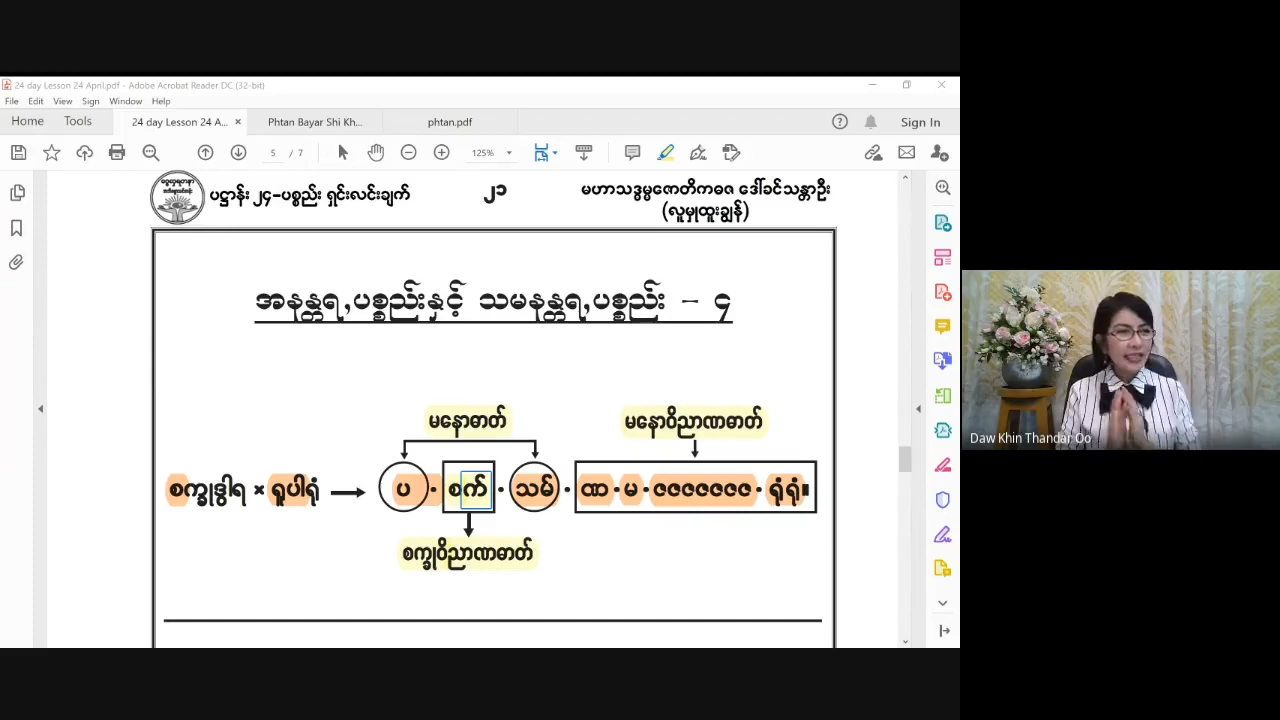 24 day Lesson 24 April.pdf - Adobe Acrobat Reader DC (32-bit)
File Edit View Sign Window Help
Home Tools 24 day Lesson 24 A... × Phtan Bayar Shi Kh... phtan.pdf Sign In
5 / 7 125%
ပဋ္ဌာန်း ၂၄-ပစ္စည်း ရှင်းလင်းချက် ၂၁ မဟာသဒ္ဓမ္မဇောတိကဓဇ ဒေါ်ခင်သန္တာဦး
(လူမှုထူးချွန်)
အနန္တရ,ပစ္စည်းနှင့် သမနန္တရ,ပစ္စည်း – ၄
မနောဓာတ် မနောဝိညာဏဓာတ်
စက္ခုဒွါရ × ရူပါရုံ → ပ · စက် · သမ် · ဏ · မ · ဇဇဇဇဇဇဇ · ရုံရုံ။
စက္ခုဝိညာဏဓာတ်
Daw Khin Thandar Oo